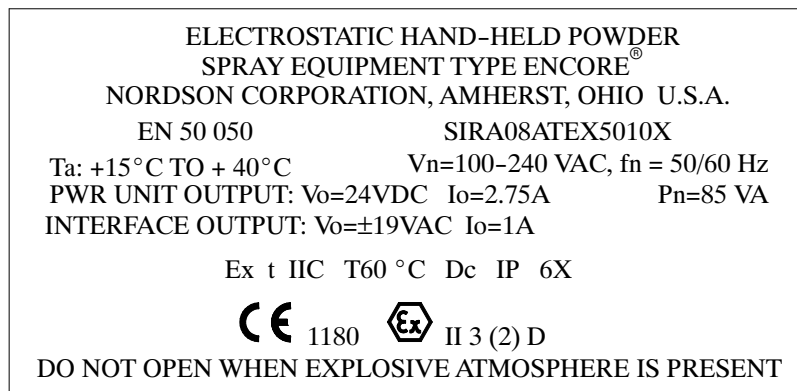 ELECTROSTATIC HAND-HELD POWDER
SPRAY EQUIPMENT TYPE ENCORE®
NORDSON CORPORATION, AMHERST, OHIO U.S.A.
EN 50 050 SIRA08ATEX5010X
Ta: +15°C TO + 40°C Vn=100-240 VAC, fn = 50/60 Hz
PWR UNIT OUTPUT: Vo=24VDC Io=2.75A Pn=85 VA
INTERFACE OUTPUT: Vo=±19VAC Io=1A
Ex t IIC T60 °C Dc IP 6X
CE 1180 Ex II 3 (2) D
DO NOT OPEN WHEN EXPLOSIVE ATMOSPHERE IS PRESENT